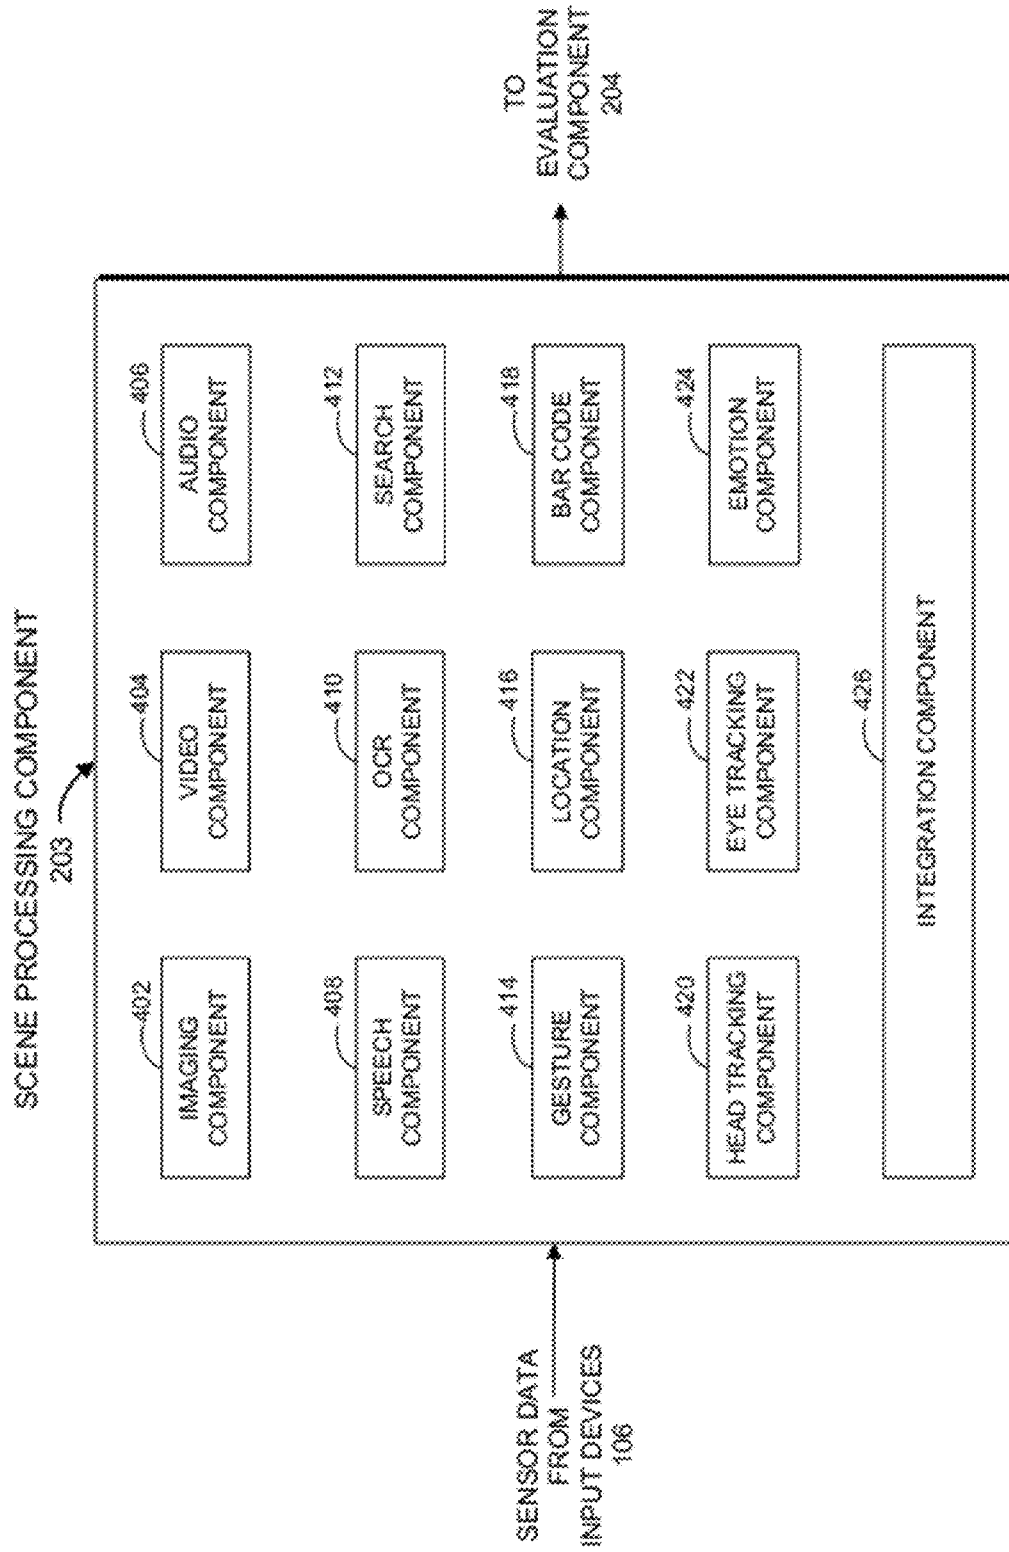 SCENE PROCESSING COMPONENT
203
402
IMAGING
COMPONENT
404
VIDEO
COMPONENT
406
AUDIO
COMPONENT
408
SPEECH
COMPONENT
410
OCR
COMPONENT
412
SEARCH
COMPONENT
SENSOR DATA
FROM
INPUT DEVICES
106
414
GESTURE
COMPONENT
416
LOCATION
COMPONENT
418
BAR CODE
COMPONENT
TO
EVALUATION
COMPONENT
204
420
HEAD TRACKING
COMPONENT
422
EYE TRACKING
COMPONENT
424
EMOTION
COMPONENT
426
INTEGRATION COMPONENT